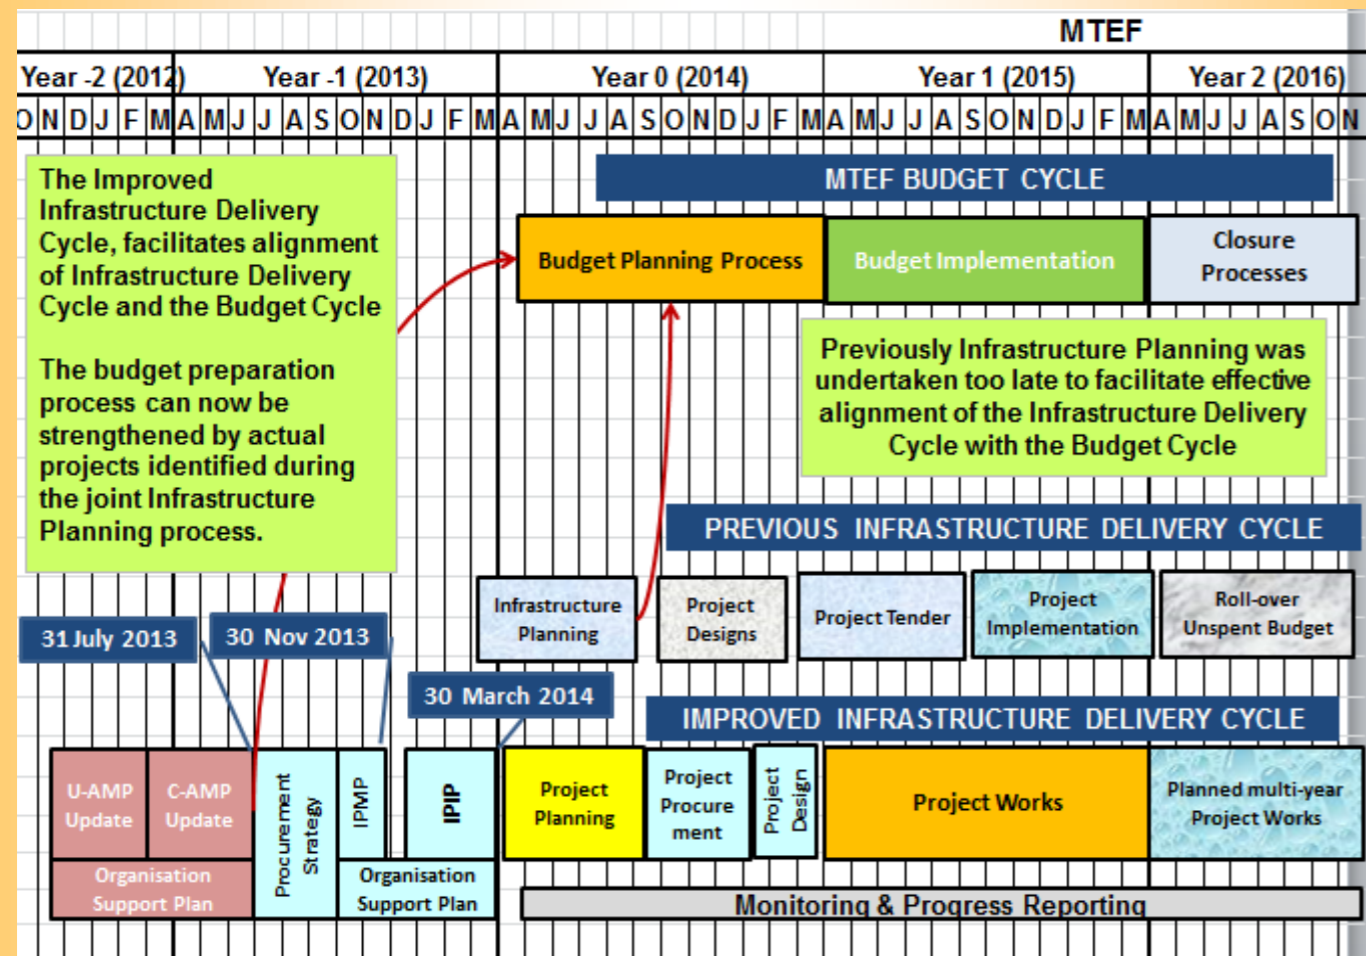 MTEF
Year -2 (2012) Year -1 (2013) Year 0 (2014) Year 1 (2015) Year 2 (2016)
O N D J F M A M J J A S O N D J F M A M J J A S O N D J F M A M J J A S O N D J F M A M J J A S O N
The Improved
Infrastructure Delivery
Cycle, facilitates alignment
of Infrastructure Delivery
Cycle and the Budget Cycle
The budget preparation
process can now be
strengthened by actual
projects identified during
the joint Infrastructure
Planning process.
MTEF BUDGET CYCLE
Budget Planning Process
Budget Implementation
Closure
Processes
Previously Infrastructure Planning was
undertaken too late to facilitate effective
alignment of the Infrastructure Delivery
Cycle with the Budget Cycle
PREVIOUS INFRASTRUCTURE DELIVERY CYCLE
Infrastructure
Planning
Project
Designs
Project Tender
Project
Implementation
Roll-over
Unspent Budget
31 July 2013
30 Nov 2013
30 March 2014
IMPROVED INFRASTRUCTURE DELIVERY CYCLE
U-AMP
Update
C-AMP
Update
Organisation
Support Plan
Procurement
Strategy
IPMP
IPIP
Organisation
Support Plan
Project
Planning
Project
Procure
ment
Project
Design
Project Works
Planned multi-year
Project Works
Monitoring & Progress Reporting